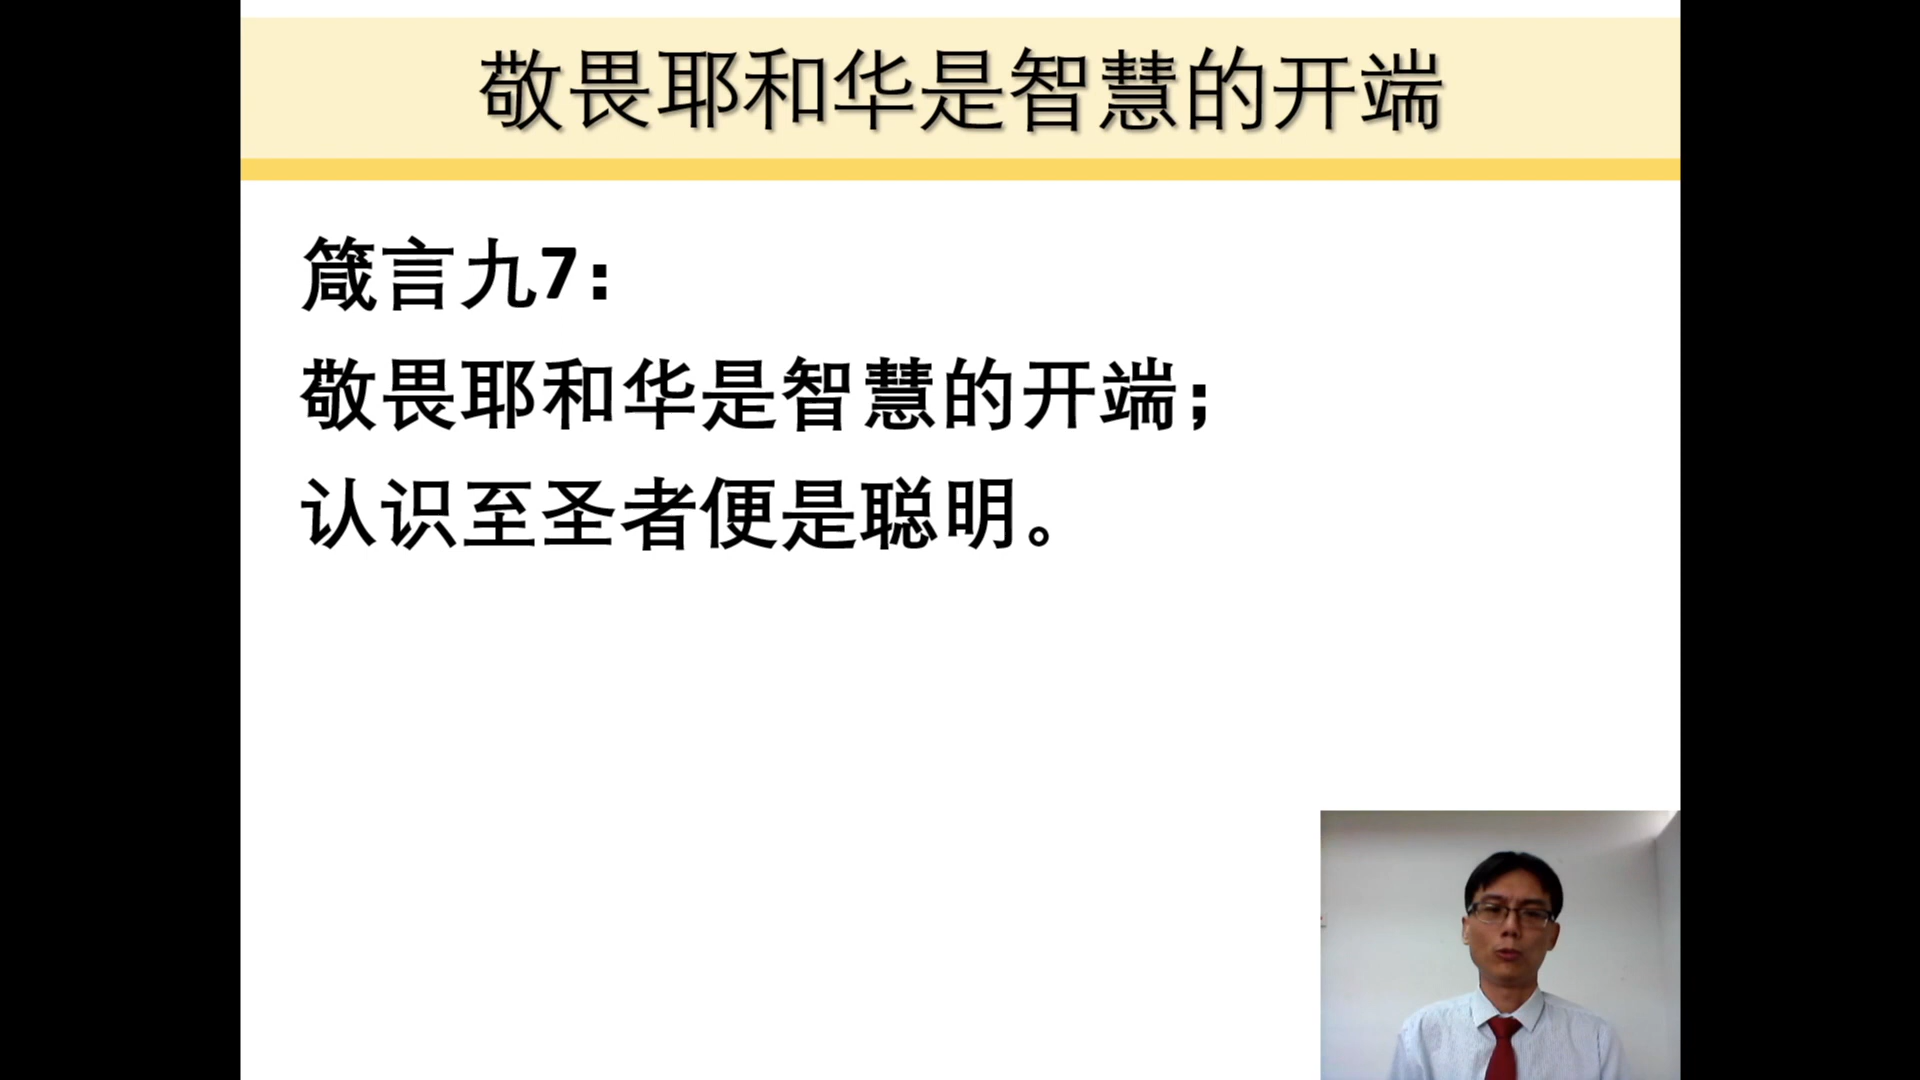 敬畏耶和华是智慧的开端
箴言九7：
敬畏耶和华是智慧的开端；
认识至圣者便是聪明。